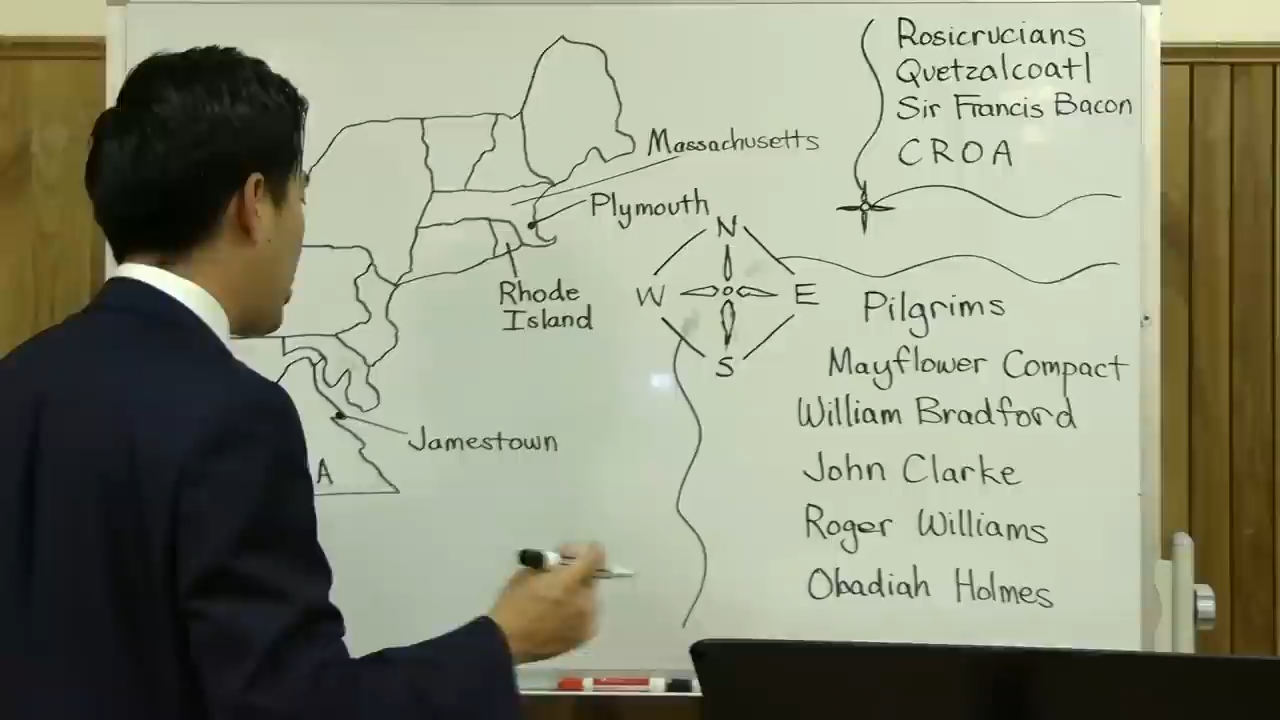 Rosicrucians
Quetzalcoatl
Sir Francis Bacon
CROA
Massachusetts
Plymouth
N
W
E
S
Rhode
Island
Pilgrims
Mayflower Compact
William Bradford
Jamestown
John Clarke
A
Roger Williams
Obadiah Holmes